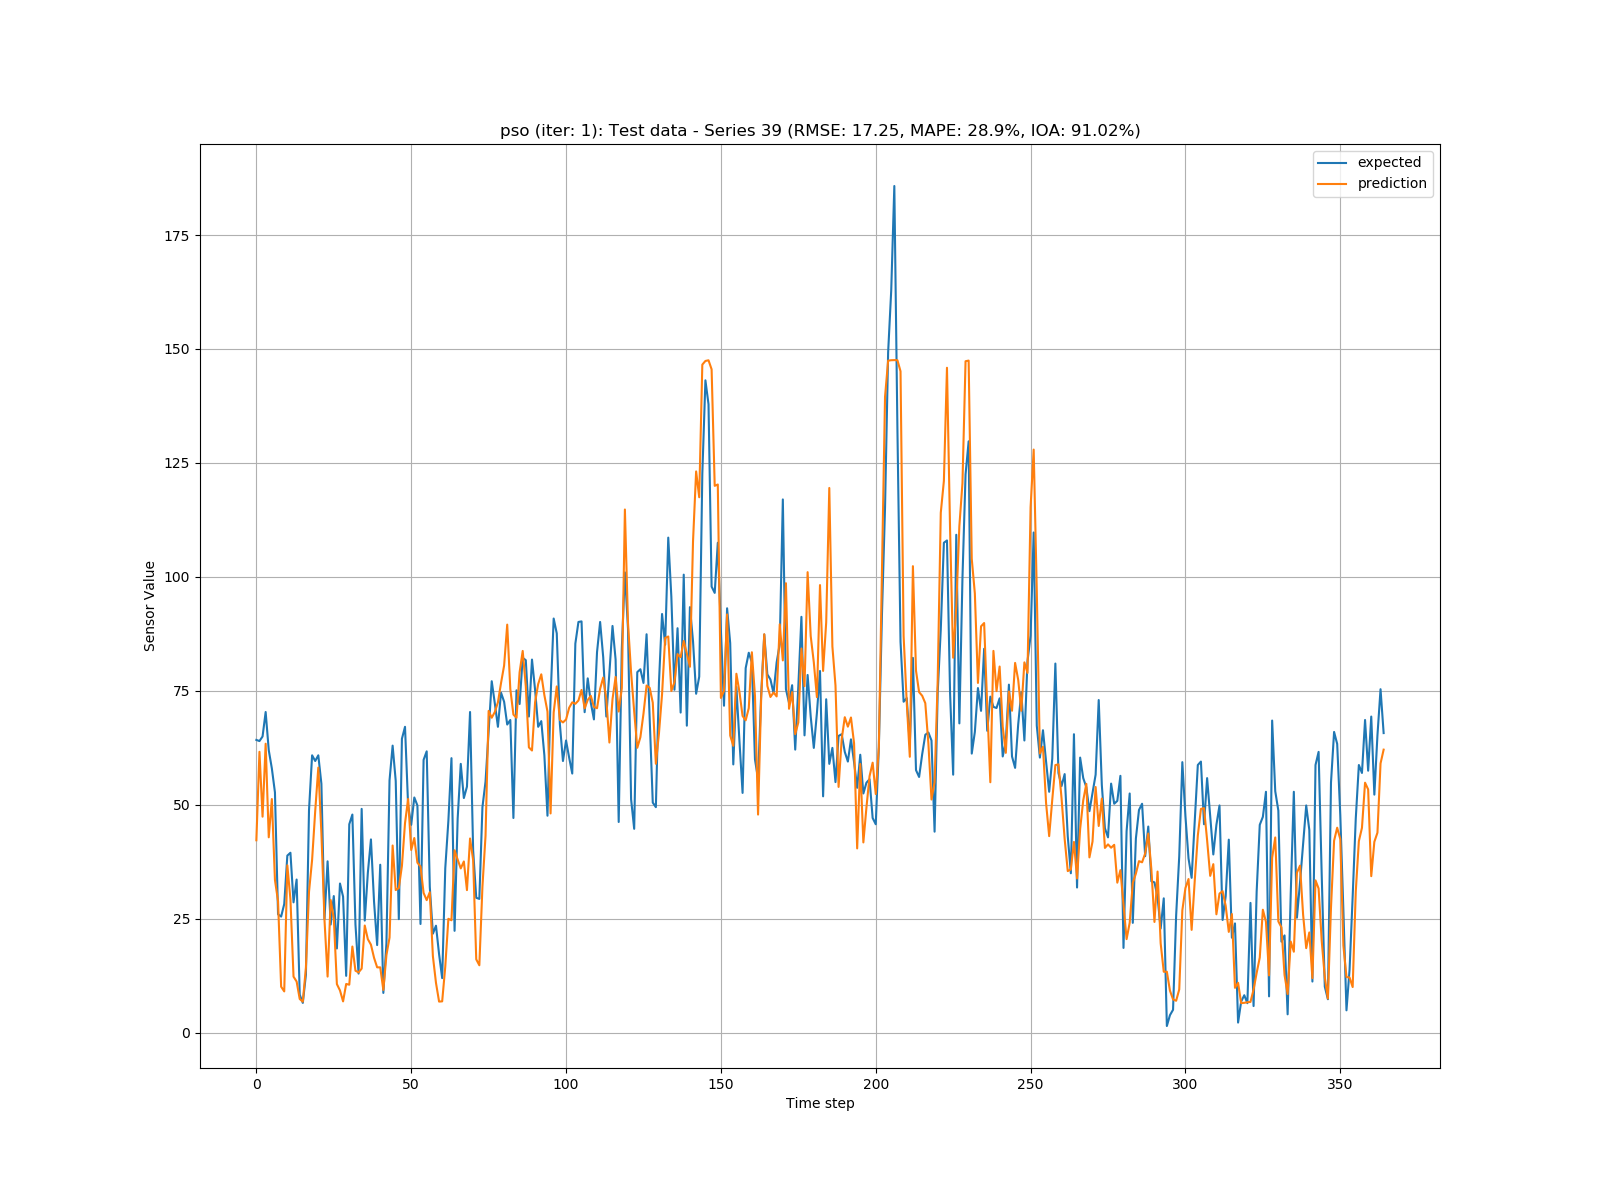 pso (iter: 1): Test data - Series 39 (RMSE: 17.25, MAPE: 28.9%, IOA: 91.02%)
expected
prediction
175
150
125
100
75
50
25
0
Sensor Value
0 50 100 150 200 250 300 350
Time step